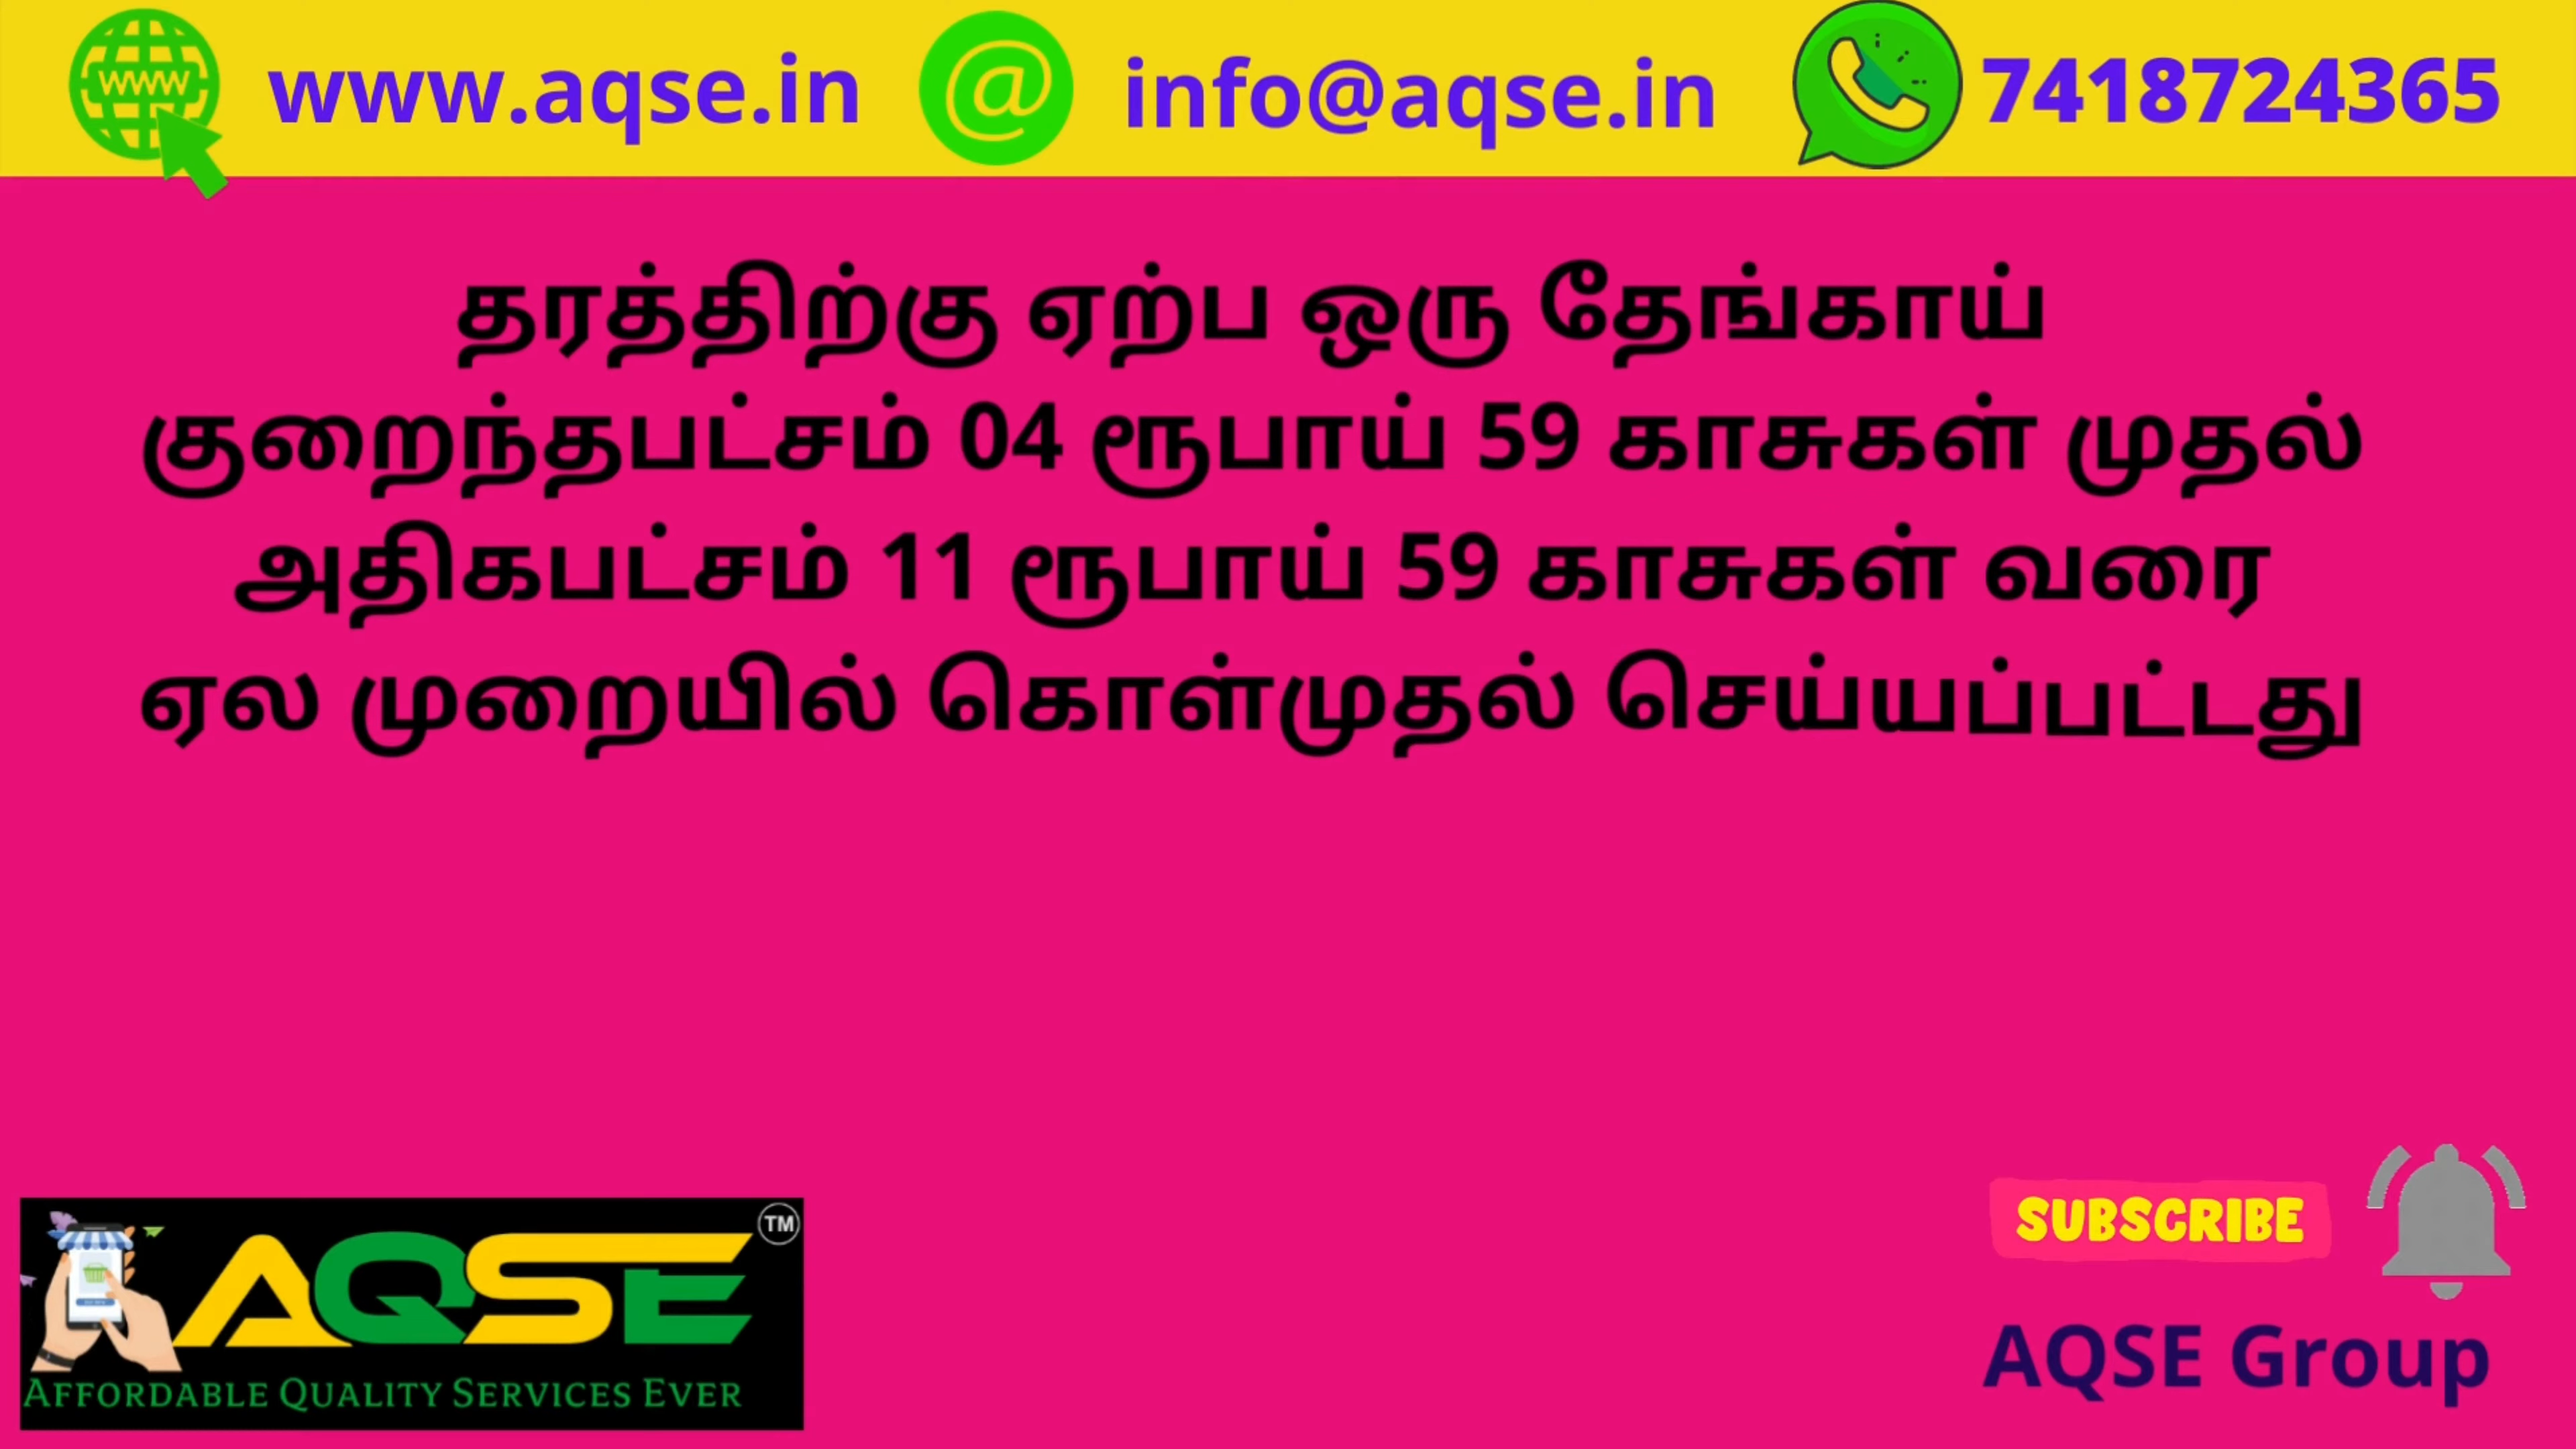 www.aqse.in info@aqse.in 7418724365
தரத்திற்கு ஏற்ப ஒரு தேங்காய்
குறைந்தபட்சம் 04 ரூபாய் 59 காசுகள் முதல்
அதிகபட்சம் 11 ரூபாய் 59 காசுகள் வரை
ஏல முறையில் கொள்முதல் செய்யப்பட்டது
AQSE TM
AFFORDABLE QUALITY SERVICES EVER
SUBSCRIBE
AQSE Group